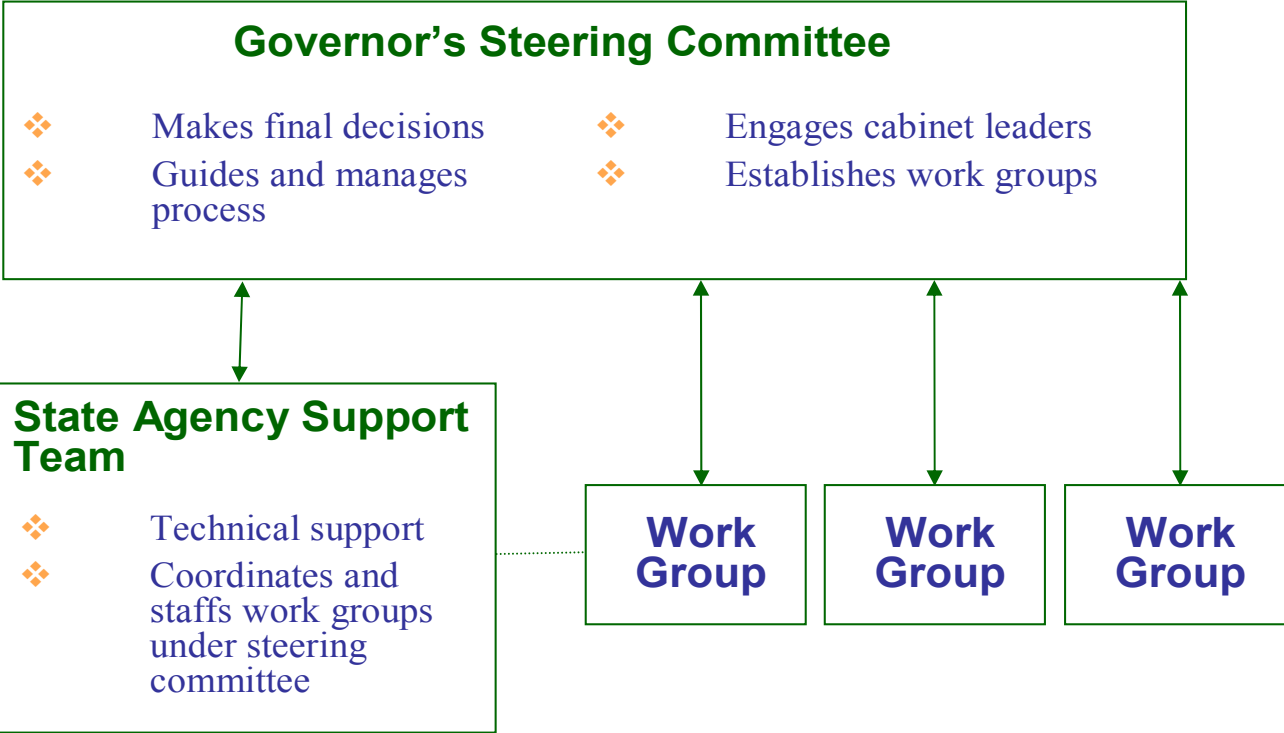 Governor’s Steering Committee
Makes final decisions
Guides and manages
process
Engages cabinet leaders
Establishes work groups
State Agency Support
Team
Technical support
Coordinates and
staffs work groups
under steering
committee
Work
Group
Work
Group
Work
Group